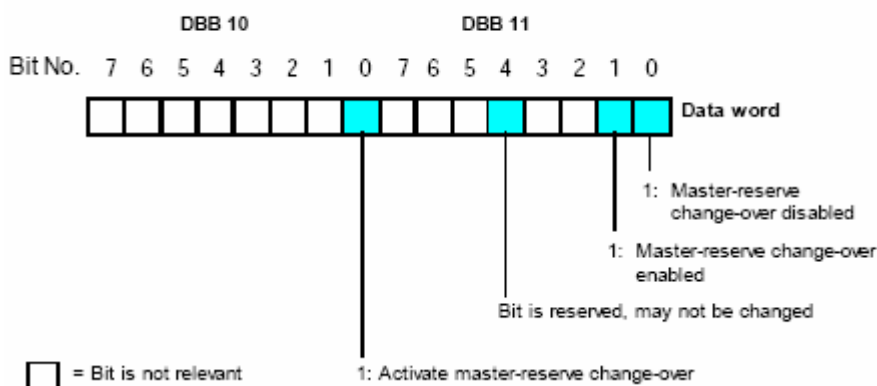 DBB 10 DBB 11
Bit No. 7 6 5 4 3 2 1 0 7 6 5 4 3 2 1 0
Data word
1: Master-reserve
change-over disabled
1: Master-reserve change-over
enabled
Bit is reserved, may not be changed
= Bit is not relevant 1: Activate master-reserve change-over